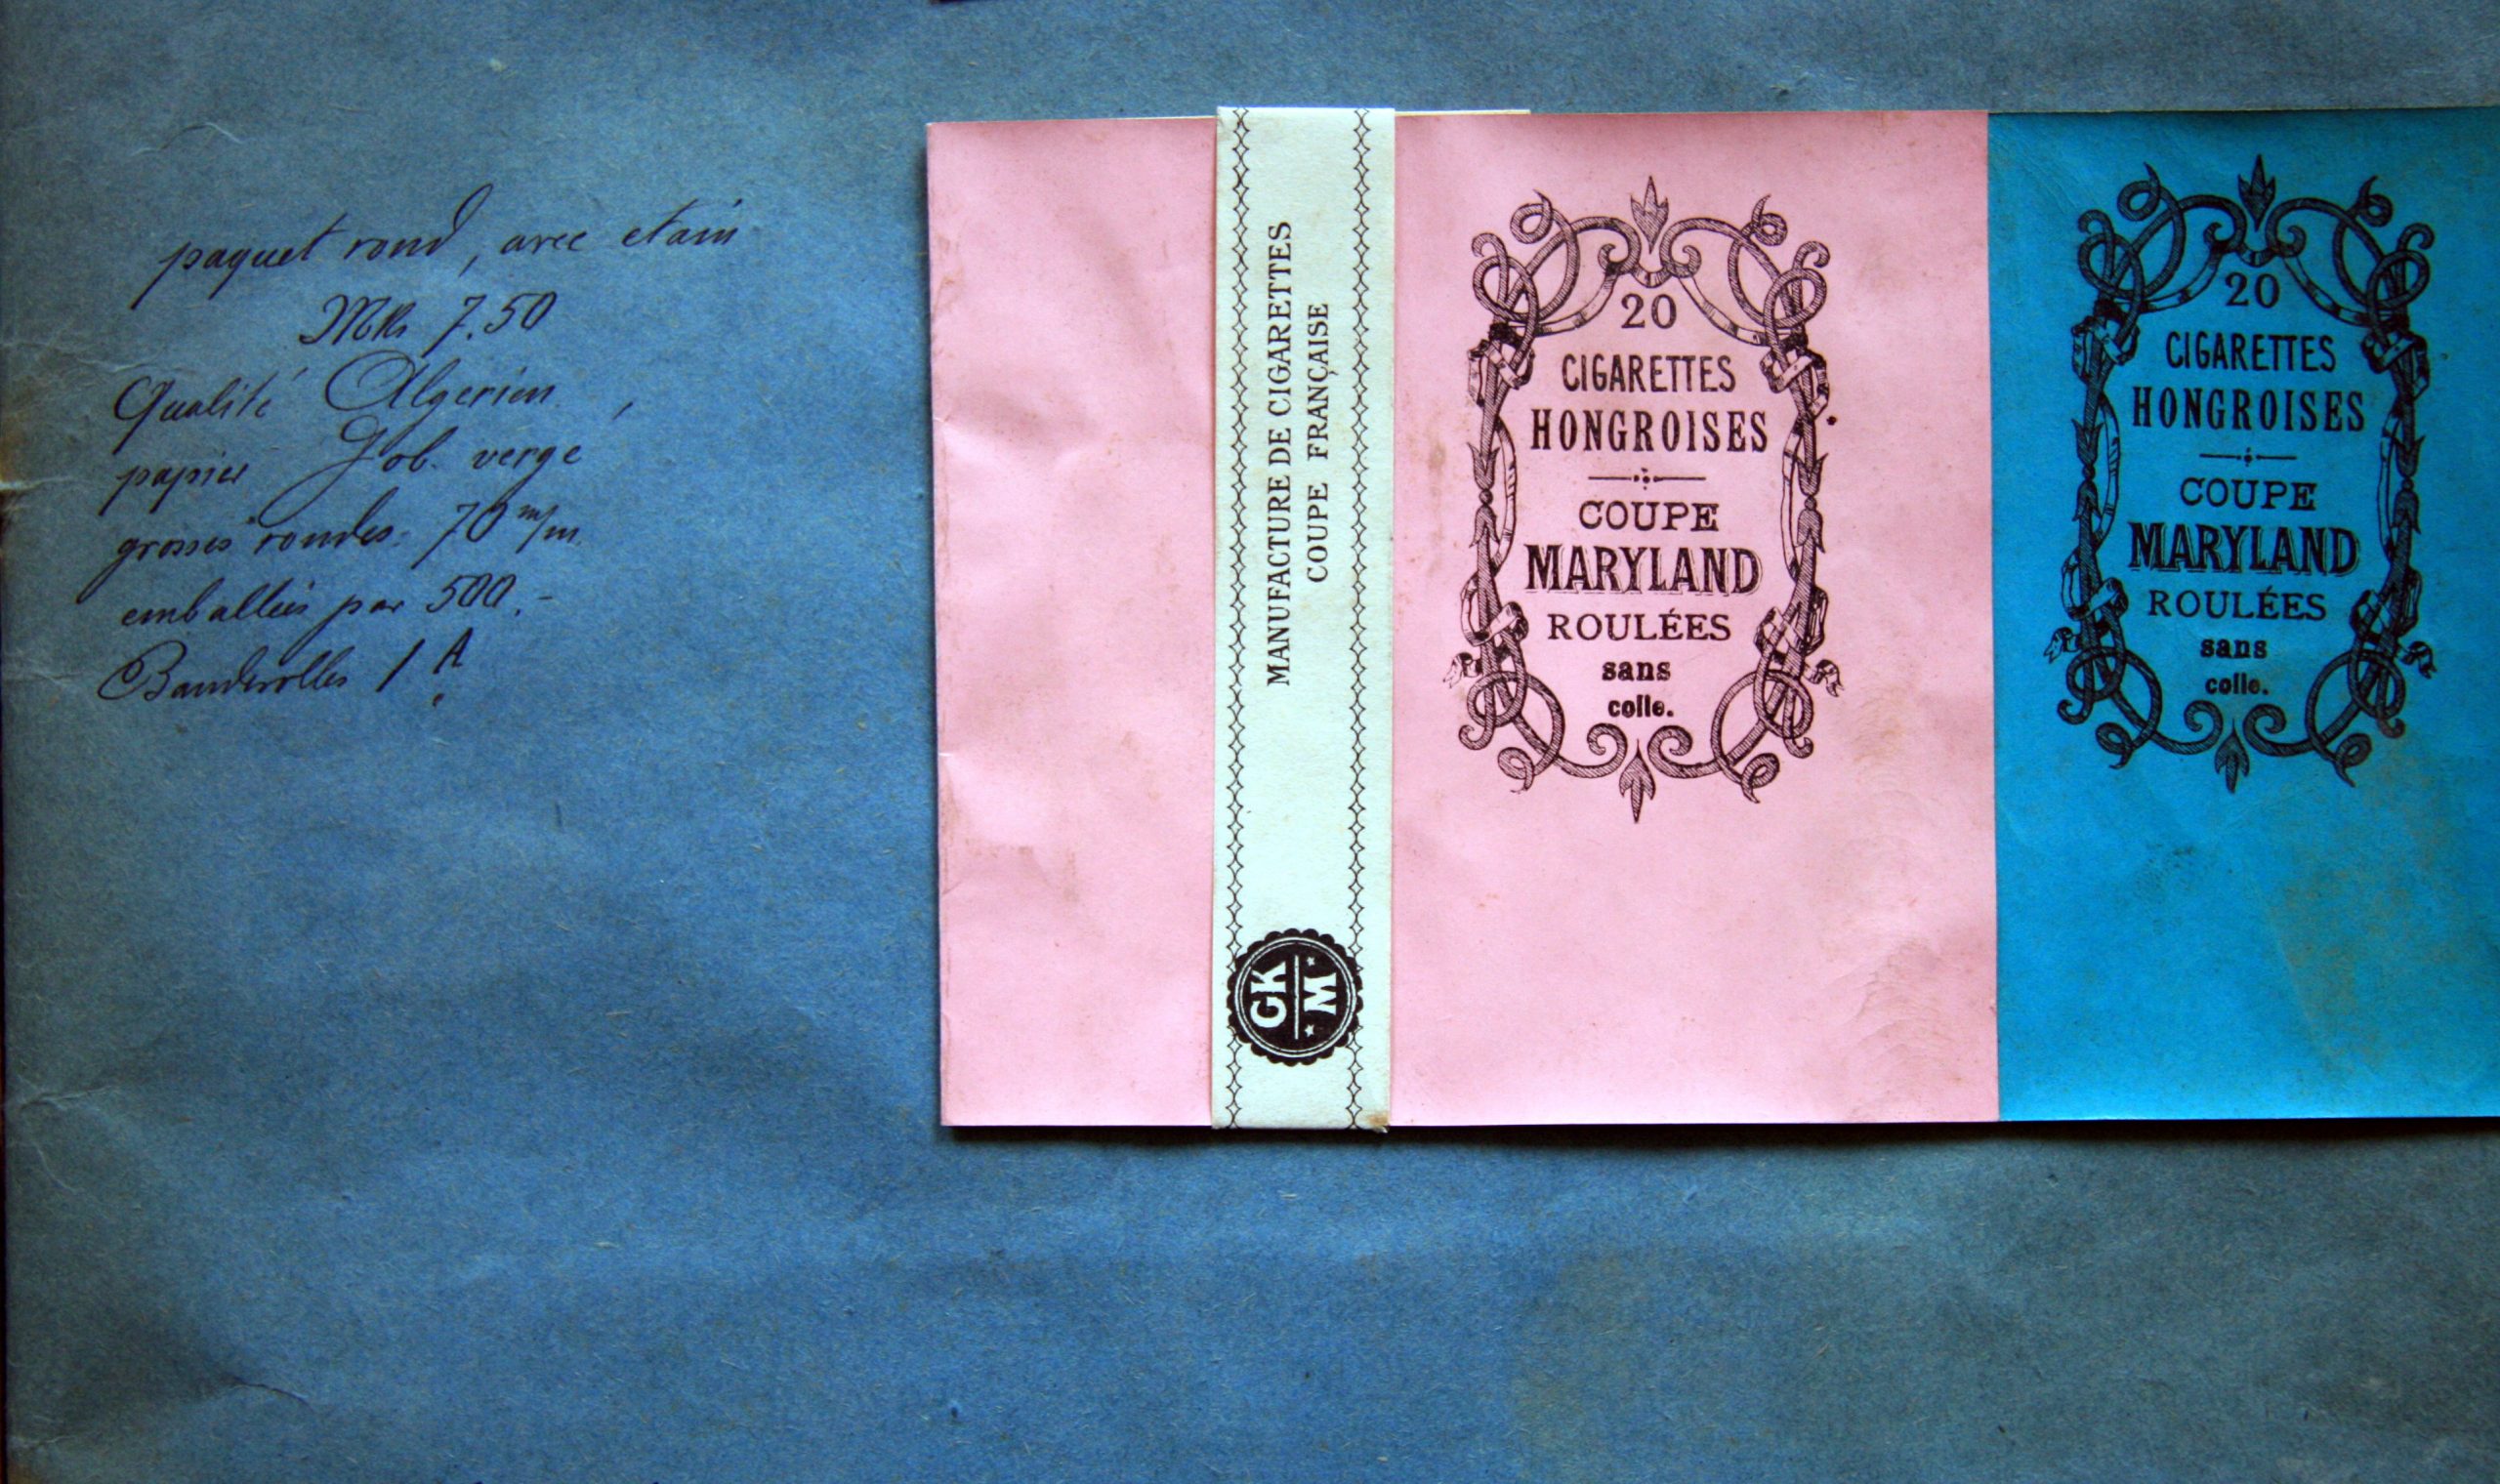 paquet rond, avec etain
Mk 7.50
Qualité Algerien,
papier Job. vergé
grosses rondes: 70 m/m.
emballées par 500.-
Banderolles 1 A
MANUFACTURE DE CIGARETTES
COUPE FRANÇAISE
GK
M
20
CIGARETTES
HONGROISES
COUPE
MARYLAND
ROULÉES
sans
colle.
20
CIGARETTES
HONGROISES
COUPE
MARYLAND
ROULÉES
sans
colle.